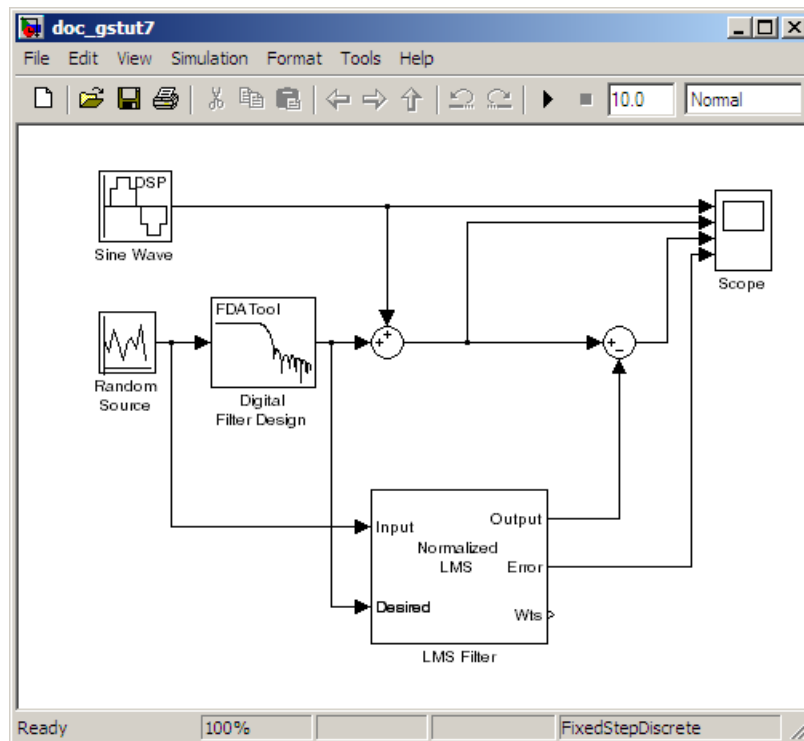 doc_gstut7
File Edit View Simulation Format Tools Help
10.0 Normal
DSP
Sine Wave
Scope
FDATool
Random
Source
Digital
Filter Design
+ +
+ −
Input
Output
Normalized
LMS
Error
Desired
Wts
LMS Filter
Ready 100% FixedStepDiscrete